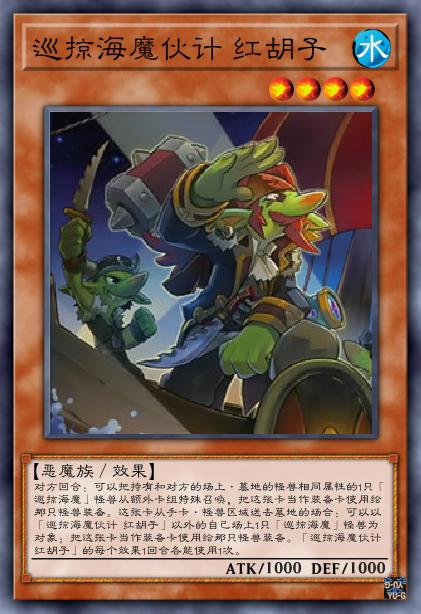 巡掠海魔伙计 红胡子
水
【恶魔族/效果】
对方回合：可以把持有和对方的场上·墓地的怪兽相同属性的1只「
巡掠海魔」怪兽从额外卡组特殊召唤，把这张卡当作装备卡使用给
那只怪兽装备。这张从手卡·怪兽区域送去墓地的场合：可以以
「巡掠海魔伙计 红胡子」以外的自己场上1只「巡掠海魔」怪兽为
对象；把这张卡当作装备卡使用给那只怪兽装备。「巡掠海魔伙计
红胡子」的每个效果1回合各能使用1次。
ATK/1000 DEF/1000